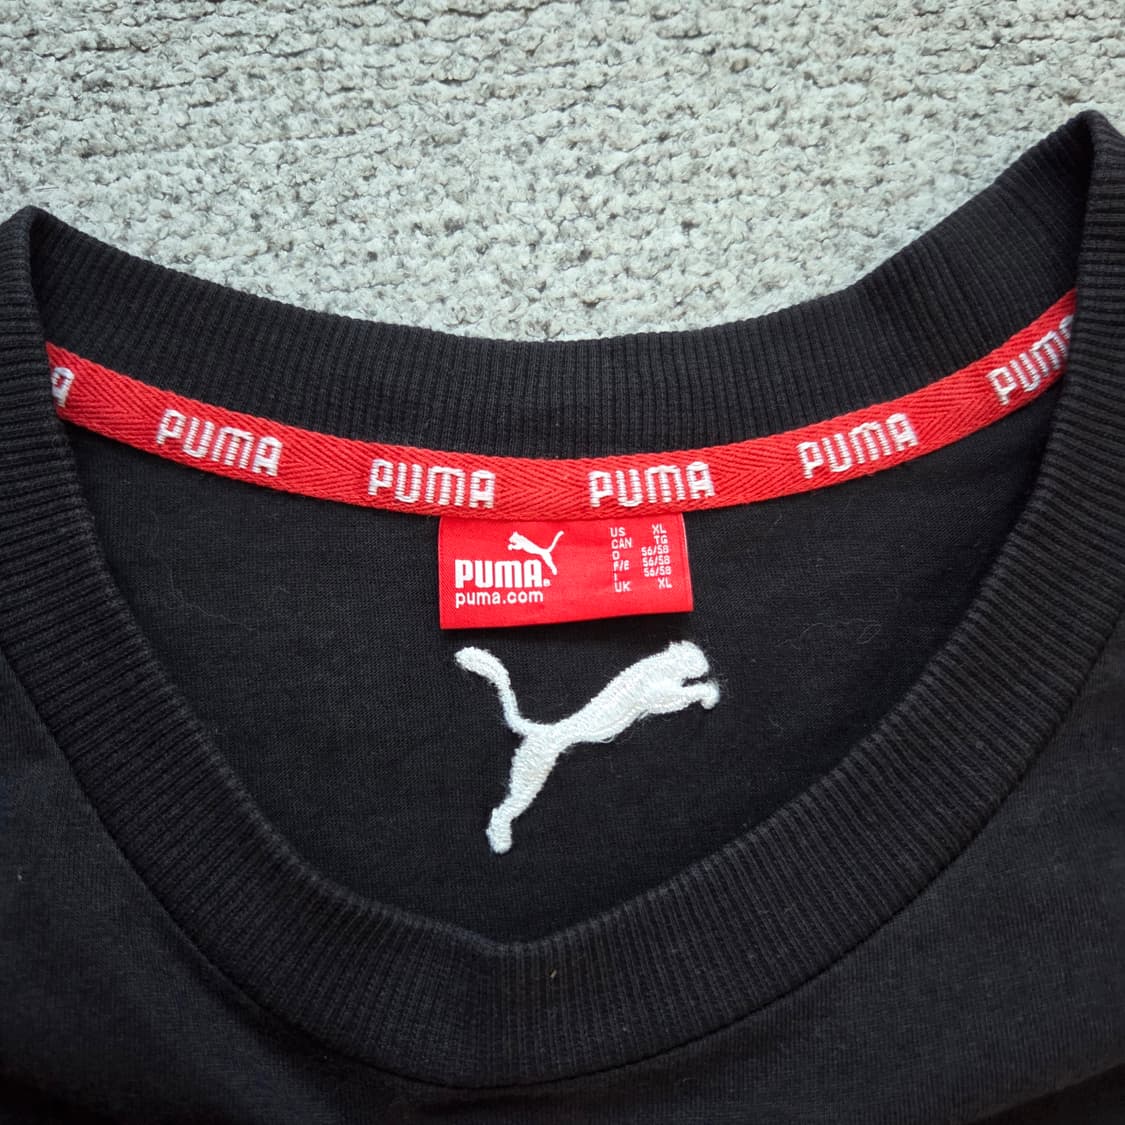 PUMA
PUMA
PUMA
PUMA
PUM
PUMA
puma.com
US XL
CAN TG
D 56/58
F/E 56/58
I 56/58
UK XL